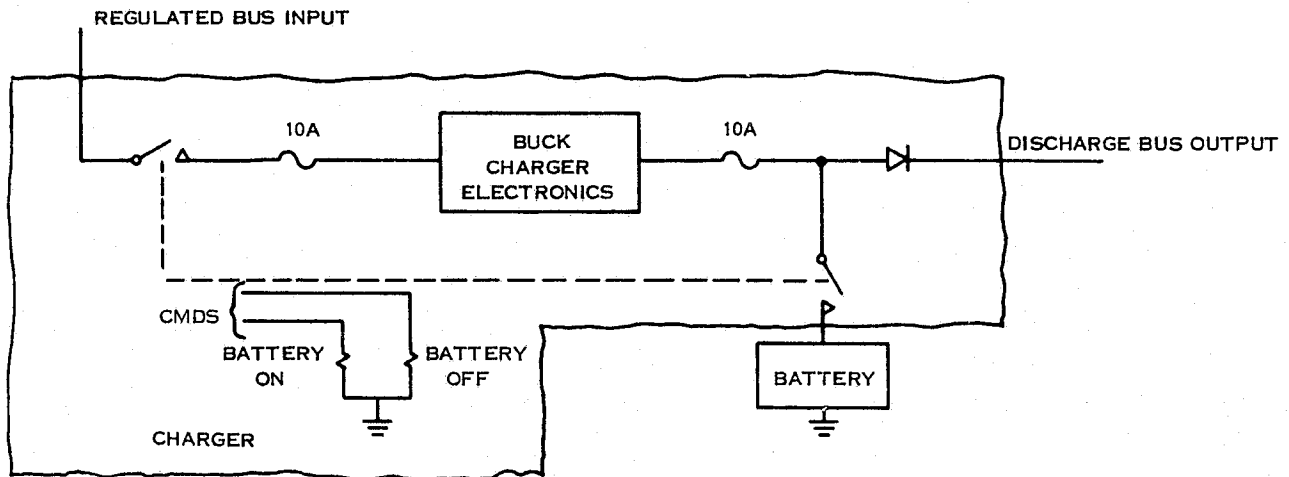 REGULATED BUS INPUT
10A
BUCK
CHARGER
ELECTRONICS
10A
DISCHARGE BUS OUTPUT
CMDS
BATTERY
ON
BATTERY
OFF
BATTERY
CHARGER